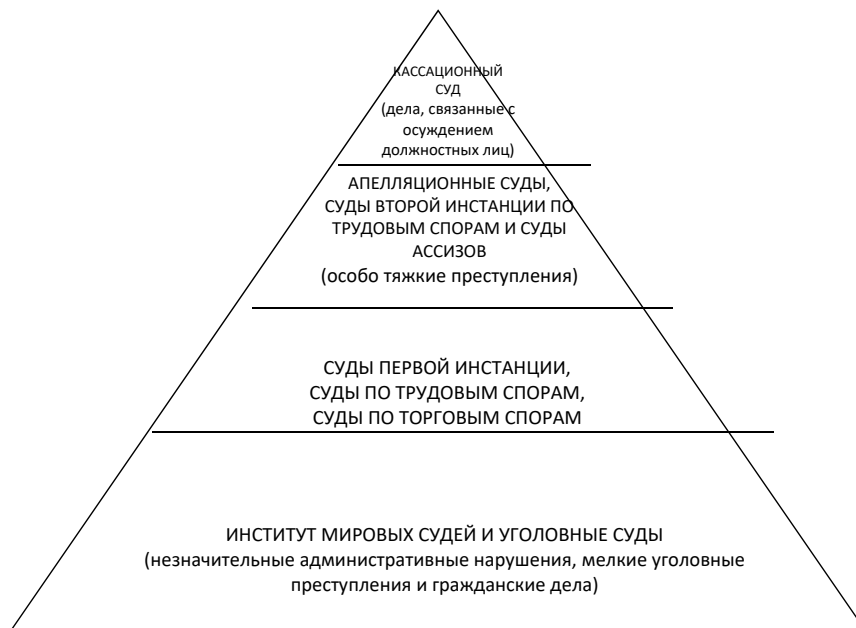 КАССАЦИОННЫЙ
СУД
(дела, связанные с
осуждением
должностных лиц)
АПЕЛЛЯЦИОННЫЕ СУДЫ,
СУДЫ ВТОРОЙ ИНСТАНЦИИ ПО
ТРУДОВЫМ СПОРАМ И СУДЫ
АССИЗОВ
(особо тяжкие преступления)
СУДЫ ПЕРВОЙ ИНСТАНЦИИ,
СУДЫ ПО ТРУДОВЫМ СПОРАМ,
СУДЫ ПО ТОРГОВЫМ СПОРАМ
ИНСТИТУТ МИРОВЫХ СУДЕЙ И УГОЛОВНЫЕ СУДЫ
(незначительные административные нарушения, мелкие уголовные
преступления и гражданские дела)